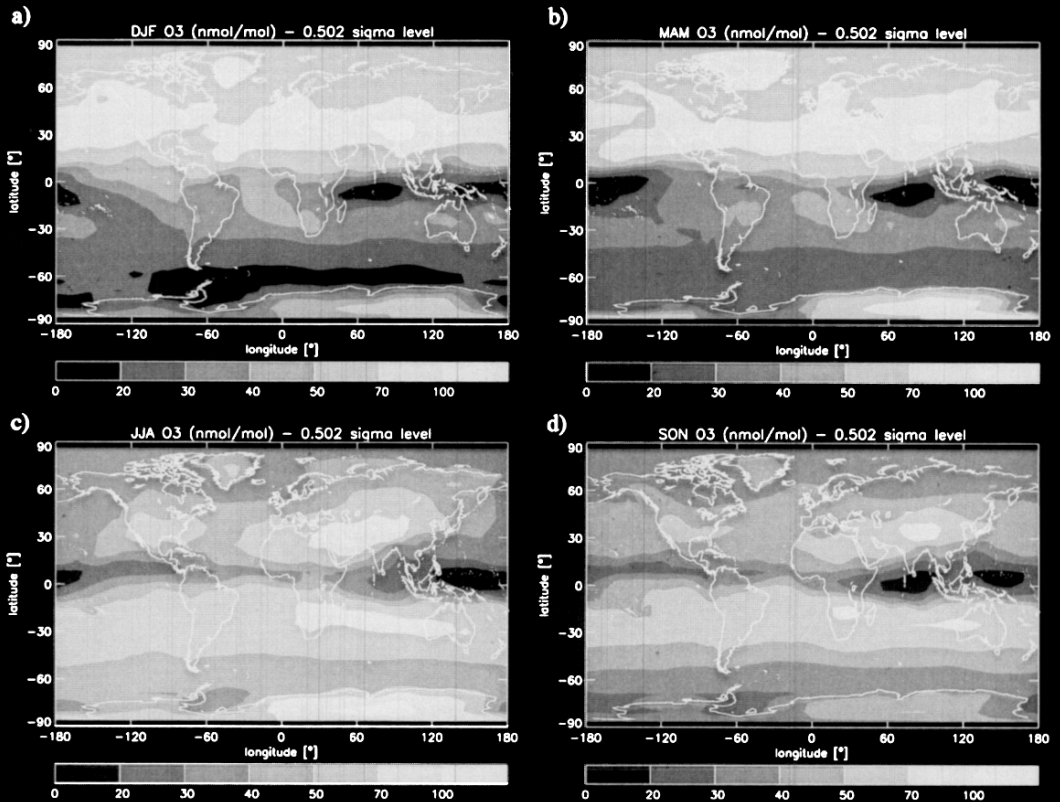 a)
DJF O3 (nmol/mol) – 0.502 siqma level
90
60
30
0
−30
−60
−90
latitude [°]
−180 −120 −60 0 60 120 180
longitude [°]
0 20 30 40 50 70 100
b)
MAM O3 (nmol/mol) – 0.502 siqma level
90
60
30
0
−30
−60
−90
latitude [°]
−180 −120 −60 0 60 120 180
longitude [°]
0 20 30 40 50 70 100
c)
JJA O3 (nmol/mol) – 0.502 siqma level
90
60
30
0
−30
−60
−90
latitude [°]
−180 −120 −60 0 60 120 180
longitude [°]
0 20 30 40 50 70 100
d)
SON O3 (nmol/mol) – 0.502 siqma level
90
60
30
0
−30
−60
−90
latitude [°]
−180 −120 −60 0 60 120 180
longitude [°]
0 20 30 40 50 70 100